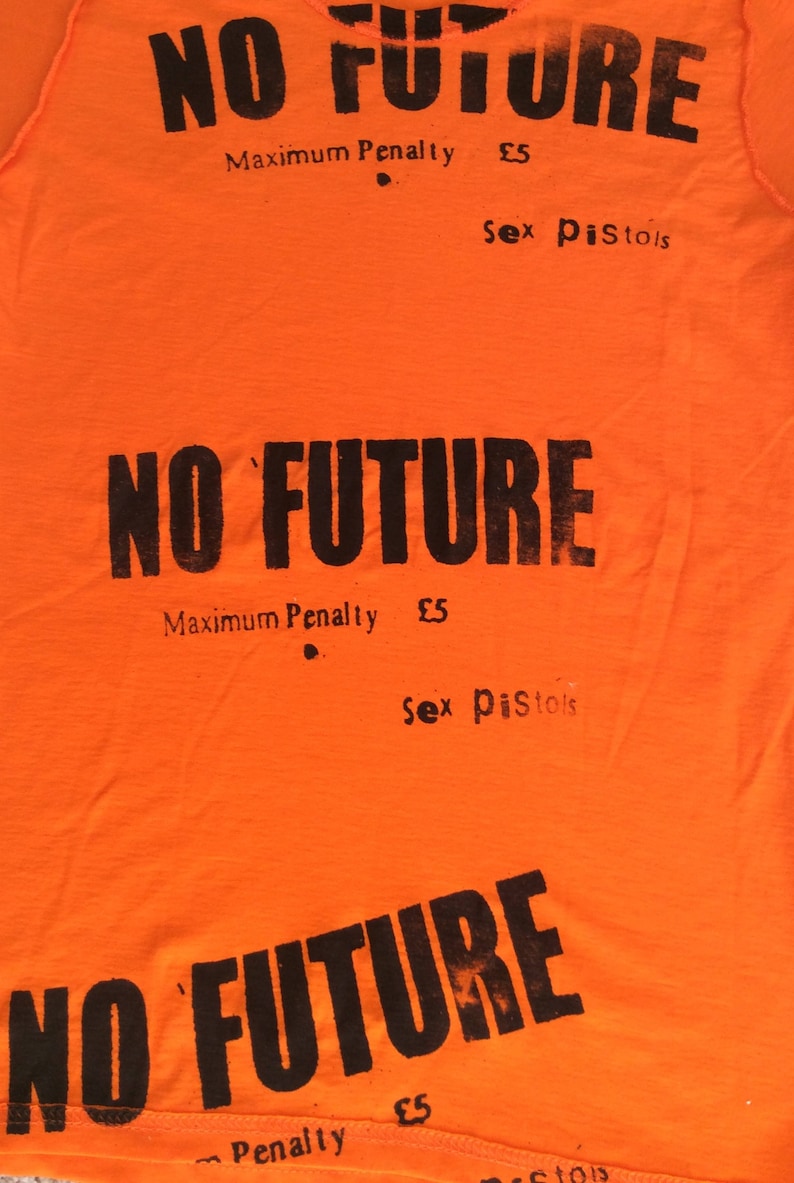 NO FUTURE
Maximum Penalty £5
Sex Pistols
NO FUTURE
Maximum Penalty £5
Sex Pistols
NO FUTURE
£5
Penalty